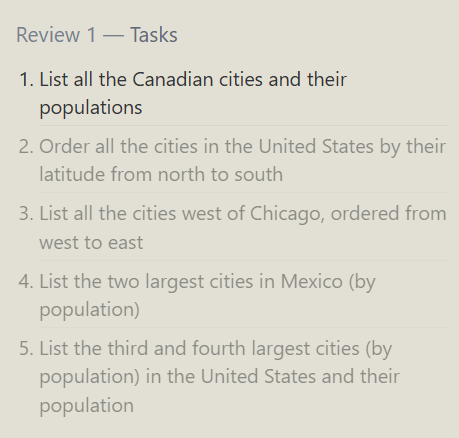 Review 1 — Tasks
1. List all the Canadian cities and their
populations
2. Order all the cities in the United States by their
latitude from north to south
3. List all the cities west of Chicago, ordered from
west to east
4. List the two largest cities in Mexico (by
population)
5. List the third and fourth largest cities (by
population) in the United States and their
population